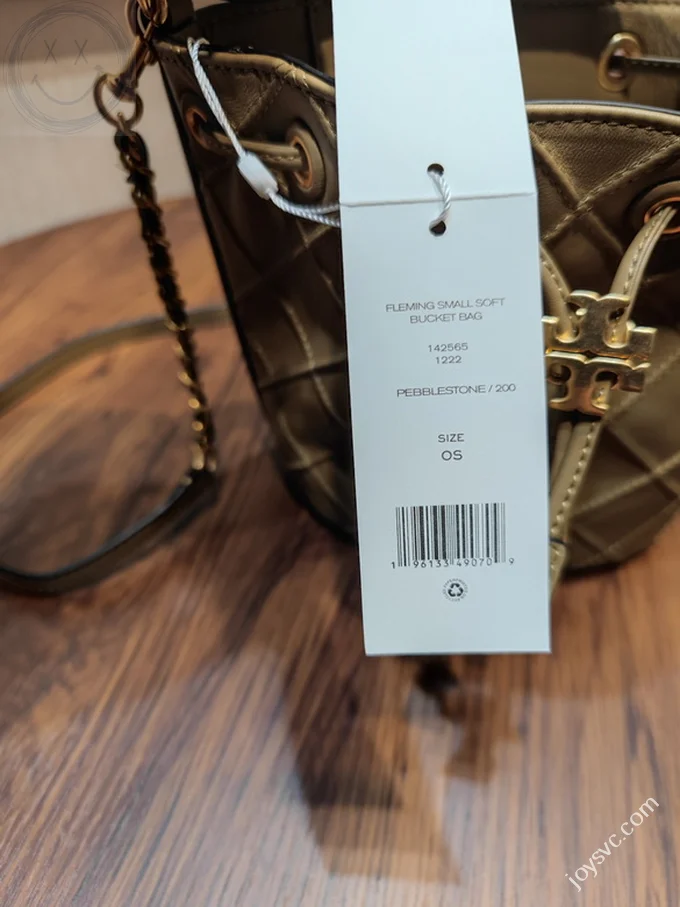 FLEMING SMALL SOFT
BUCKET BAG
142565
1222
PEBBLESTONE / 200
SIZE
OS
1 96133 49070 9
joysvc.com